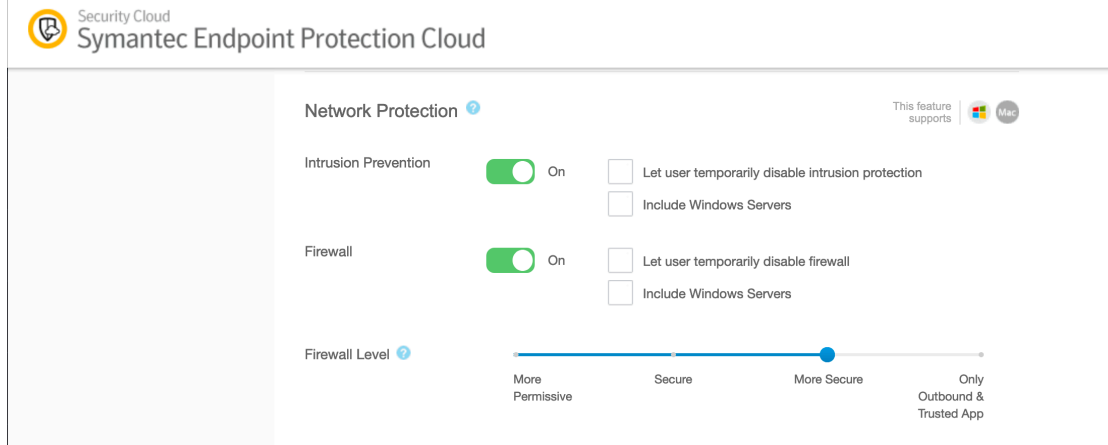 Security Cloud
Symantec Endpoint Protection Cloud
Network Protection ?
This feature
supports
Mac
Intrusion Prevention
On
Let user temporarily disable intrusion protection
Include Windows Servers
Firewall
On
Let user temporarily disable firewall
Include Windows Servers
Firewall Level ?
More
Permissive
Secure
More Secure
Only
Outbound &
Trusted App